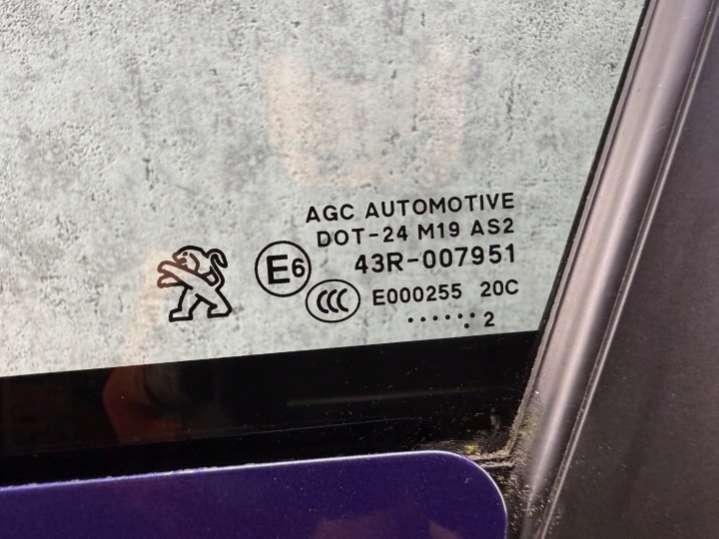 AGC AUTOMOTIVE
DOT-24 M19 AS2
E6 43R-007951
CCC E000255 20C
.......2